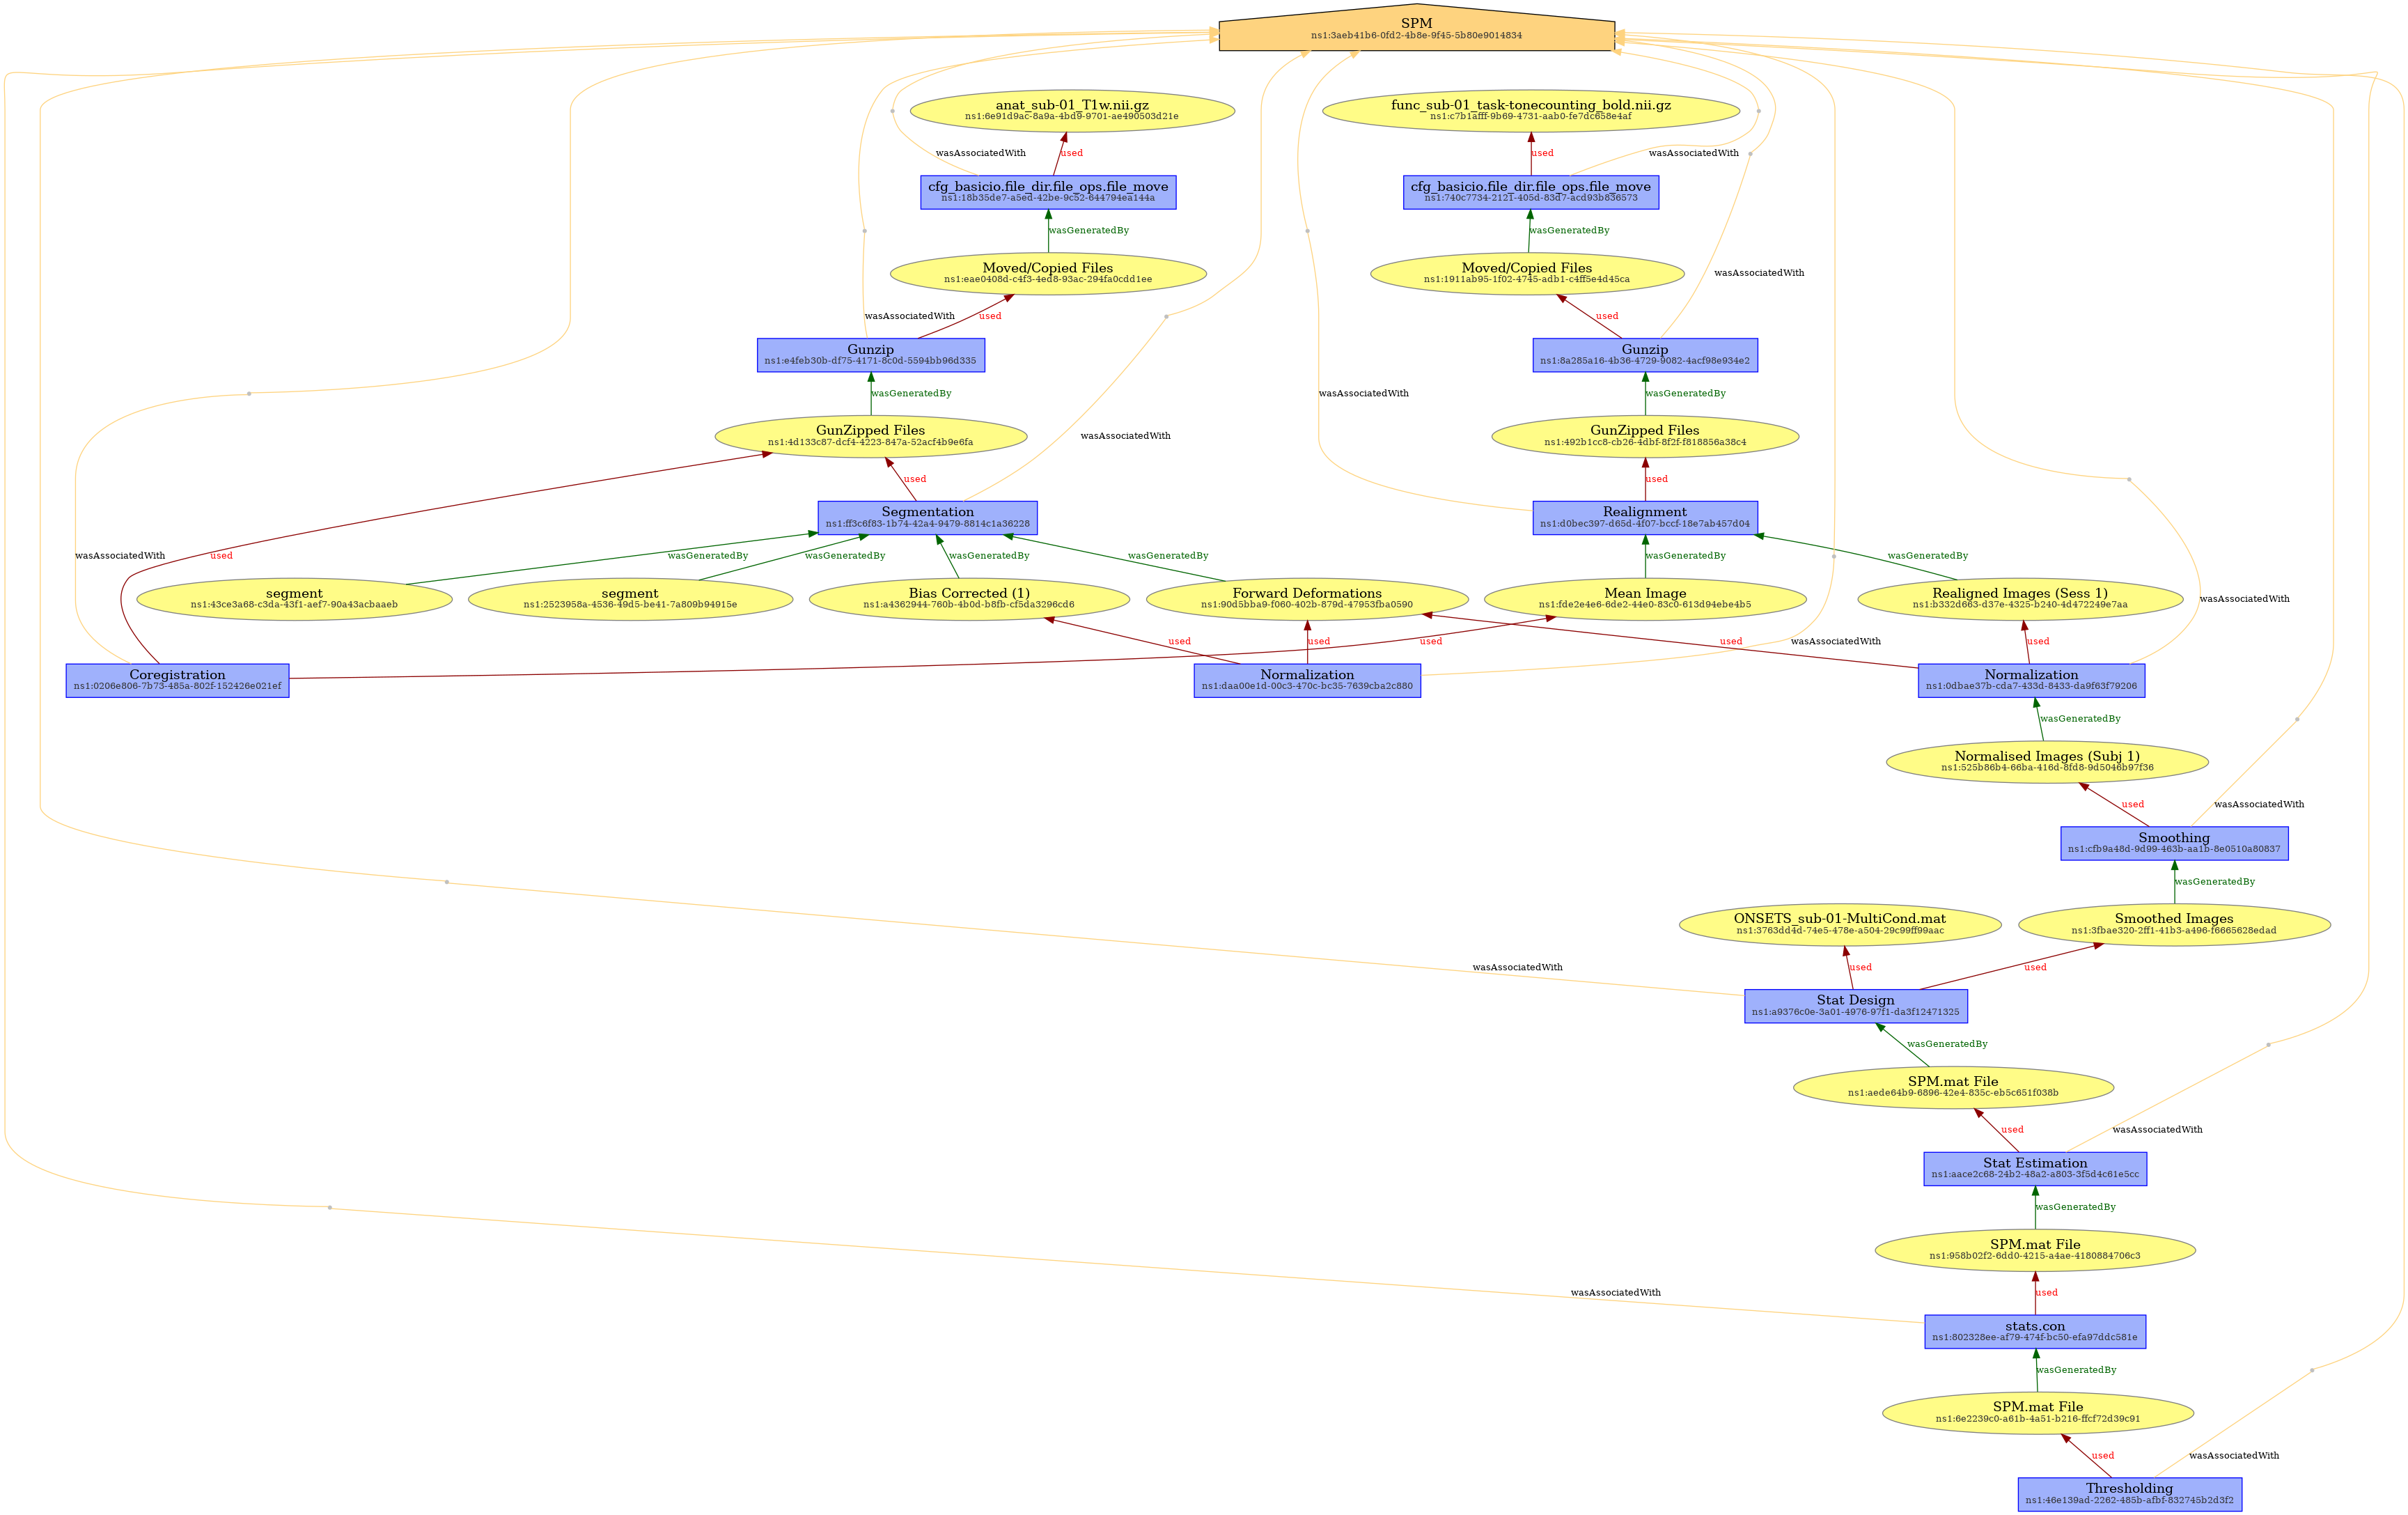 SPM
ns1:3aeb41b6-0fd2-4b8e-9f45-5b80e9014834
anat_sub-01_T1w.nii.gz
ns1:6e91d9ac-8a9a-4bd9-9701-ae490503d21e
func_sub-01_task-tonecounting_bold.nii.gz
ns1:c7b1afff-9b69-4731-aab0-fe7dc658e4af
wasAssociatedWith
used
used
wasAssociatedWith
cfg_basicio.file_dir.file_ops.file_move
ns1:18b35de7-a5ed-42be-9c52-644794ea144a
cfg_basicio.file_dir.file_ops.file_move
ns1:740c7734-2121-405d-83d7-acd93b836573
wasGeneratedBy
wasGeneratedBy
Moved/Copied Files
ns1:eae0408d-c4f3-4ed8-93ac-294fa0cdd1ee
Moved/Copied Files
ns1:1911ab95-1f02-4745-adb1-c4ff5e4d45ca
wasAssociatedWith
wasAssociatedWith
used
used
Gunzip
ns1:e4feb30b-df75-4171-8c0d-5594bb96d335
Gunzip
ns1:8a285a16-4b36-4729-9082-4acf98e934e2
wasGeneratedBy
wasAssociatedWith
wasGeneratedBy
GunZipped Files
ns1:4d133c87-dcf4-4223-847a-52acf4b9e6fa
GunZipped Files
ns1:492b1cc8-cb26-4dbf-8f2f-f818856a38c4
wasAssociatedWith
used
used
Segmentation
ns1:ff3c6f83-1b74-42a4-9479-8814c1a36228
Realignment
ns1:d0bec397-d65d-4f07-bccf-18e7ab457d04
wasAssociatedWith
used
wasGeneratedBy
wasGeneratedBy
wasGeneratedBy
wasGeneratedBy
wasGeneratedBy
wasGeneratedBy
segment
ns1:43ce3a68-c3da-43f1-aef7-90a43acbaaeb
segment
ns1:2523958a-4536-49d5-be41-7a809b94915e
Bias Corrected (1)
ns1:a4362944-760b-4b0d-b8fb-cf5da3296cd6
Forward Deformations
ns1:90d5bba9-f060-402b-879d-47953fba0590
Mean Image
ns1:fde2e4e6-6de2-44e0-83c0-613d94ebe4b5
Realigned Images (Sess 1)
ns1:b332d663-d37e-4325-b240-4d472249e7aa
wasAssociatedWith
used
used
used
used
wasAssociatedWith
used
Coregistration
ns1:0206e806-7b73-485a-802f-152426e021ef
Normalization
ns1:daa00e1d-00c3-470c-bc35-7639cba2c880
Normalization
ns1:0dbae37b-cda7-433d-8433-da9f63f79206
wasGeneratedBy
Normalised Images (Subj 1)
ns1:525b86b4-66ba-416d-8fd8-9d5046b97f36
used
wasAssociatedWith
Smoothing
ns1:cfb9a48d-9d99-463b-aa1b-8e0510a80837
wasGeneratedBy
ONSETS_sub-01-MultiCond.mat
ns1:3763dd4d-74e5-478e-a504-29c99ff99aac
Smoothed Images
ns1:3fbae320-2ff1-41b3-a496-f6665628edad
wasAssociatedWith
used
used
Stat Design
ns1:a9376c0e-3a01-4976-97f1-da3f12471325
wasGeneratedBy
SPM.mat File
ns1:aede64b9-6896-42e4-835c-eb5c651f038b
used
wasAssociatedWith
Stat Estimation
ns1:aace2c68-24b2-48a2-a803-3f5d4c61e5cc
wasGeneratedBy
SPM.mat File
ns1:958b02f2-6dd0-4215-a4ae-4180884706c3
wasAssociatedWith
used
stats.con
ns1:802328ee-af79-474f-bc50-efa97ddc581e
wasGeneratedBy
SPM.mat File
ns1:6e2239c0-a61b-4a51-b216-ffcf72d39c91
used
wasAssociatedWith
Thresholding
ns1:46e139ad-2262-485b-afbf-832745b2d3f2